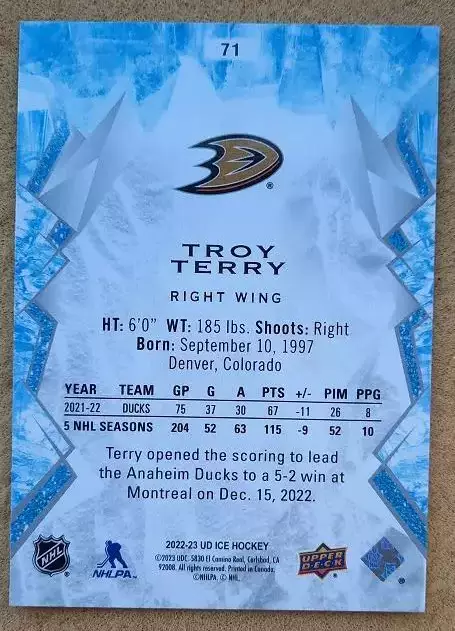 71
TROY
TERRY
RIGHT WING
HT: 6'0" WT: 185 lbs. Shoots: Right
Born: September 10, 1997
Denver, Colorado
YEAR TEAM GP G A PTS +/- PIM PPG
2021-22 DUCKS 75 37 30 67 -11 26 8
5 NHL SEASONS 204 52 63 115 -9 52 10
Terry opened the scoring to lead
the Anaheim Ducks to a 5-2 win at
Montreal on Dec. 15, 2022.
2022-23 UD ICE HOCKEY
©2023 UDC. 5830 El Camino Real, Carlsbad, CA
92008. All rights reserved. Printed in Canada.
©NHLPA. © NHL.
NHL
NHLPA
UPPER
DECK